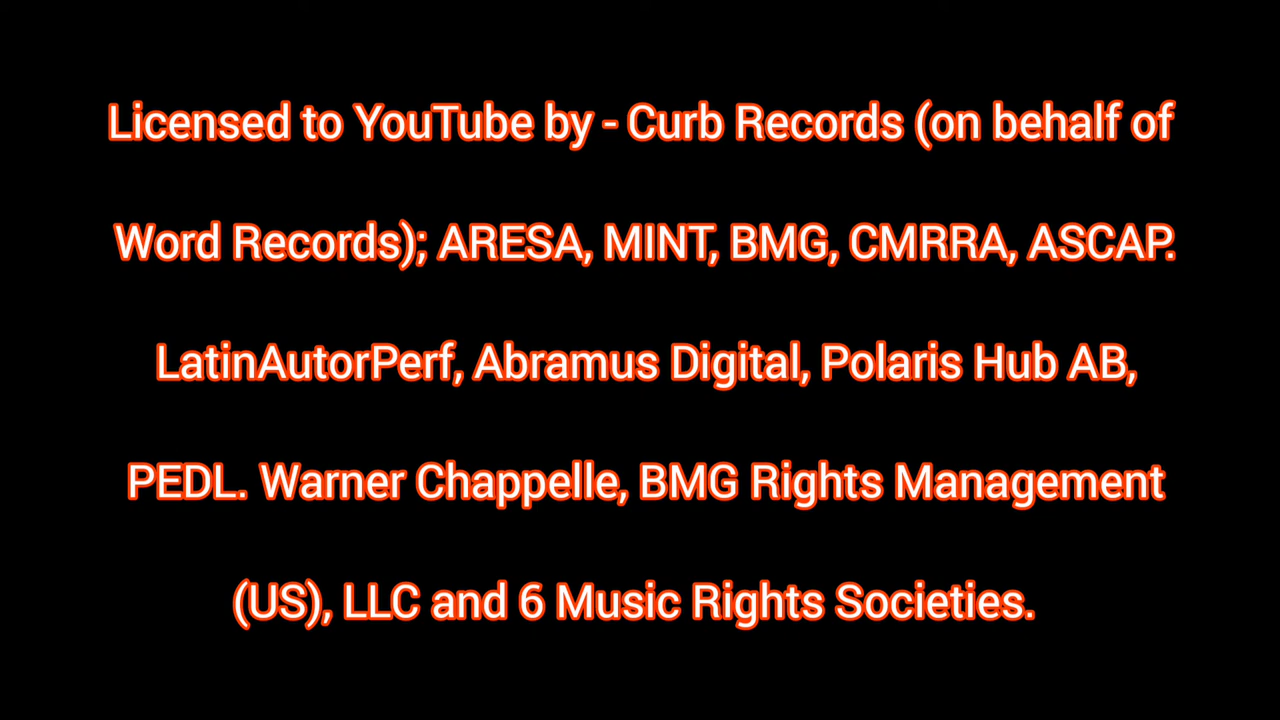 Licensed to YouTube by - Curb Records (on behalf of
Word Records); ARESA, MINT, BMG, CMRRA, ASCAP.
LatinAutorPerf, Abramus Digital, Polaris Hub AB,
PEDL. Warner Chappelle, BMG Rights Management
(US), LLC and 6 Music Rights Societies.